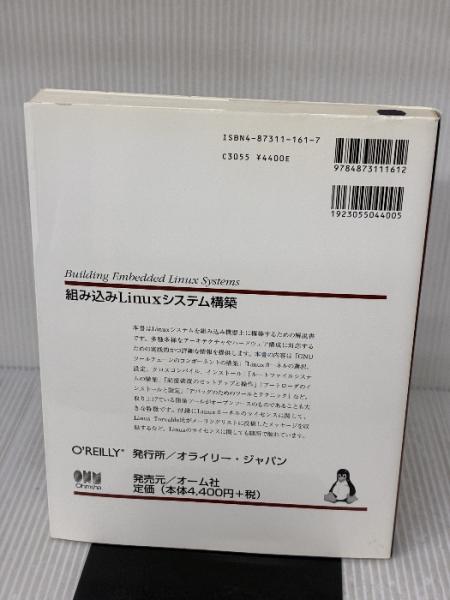 ISBN4-87311-161-7
C3055 ¥4400E
9784873111612
1923055044005
Building Embedded Linux Systems
組み込みLinuxシステム構築
本書はLinuxシステムを組み込み機器上に構築するための解説書
です。多種多様なアーキテクチャやハードウェア構成に対応する
ための実践的かつ詳細な情報を提供します。本書の内容は「GNU
ツールチェーンのコンポーネントの構築」「Linuxカーネルの選択、
設定、クロスコンパイル、インストール」「ルートファイルシステ
ムの構築」「記憶装置のセットアップと操作」「ブートローダのイ
ンストールと設定」「デバッグのためのツールとテクニック」など。
取り上げている開発ツールがオープンソースのものであることも大
きな特徴です。付録にLinuxカーネルのライセンスに関して、
Linus Torvalds氏がメーリングリストに投稿したメッセージを収
録するなど、Linuxのライセンスに関しても随所で触れています。
O'REILLY® 発行所/オライリー・ジャパン
OHM
Ohmsha
発売元/オーム社
定価(本体4,400円+税)